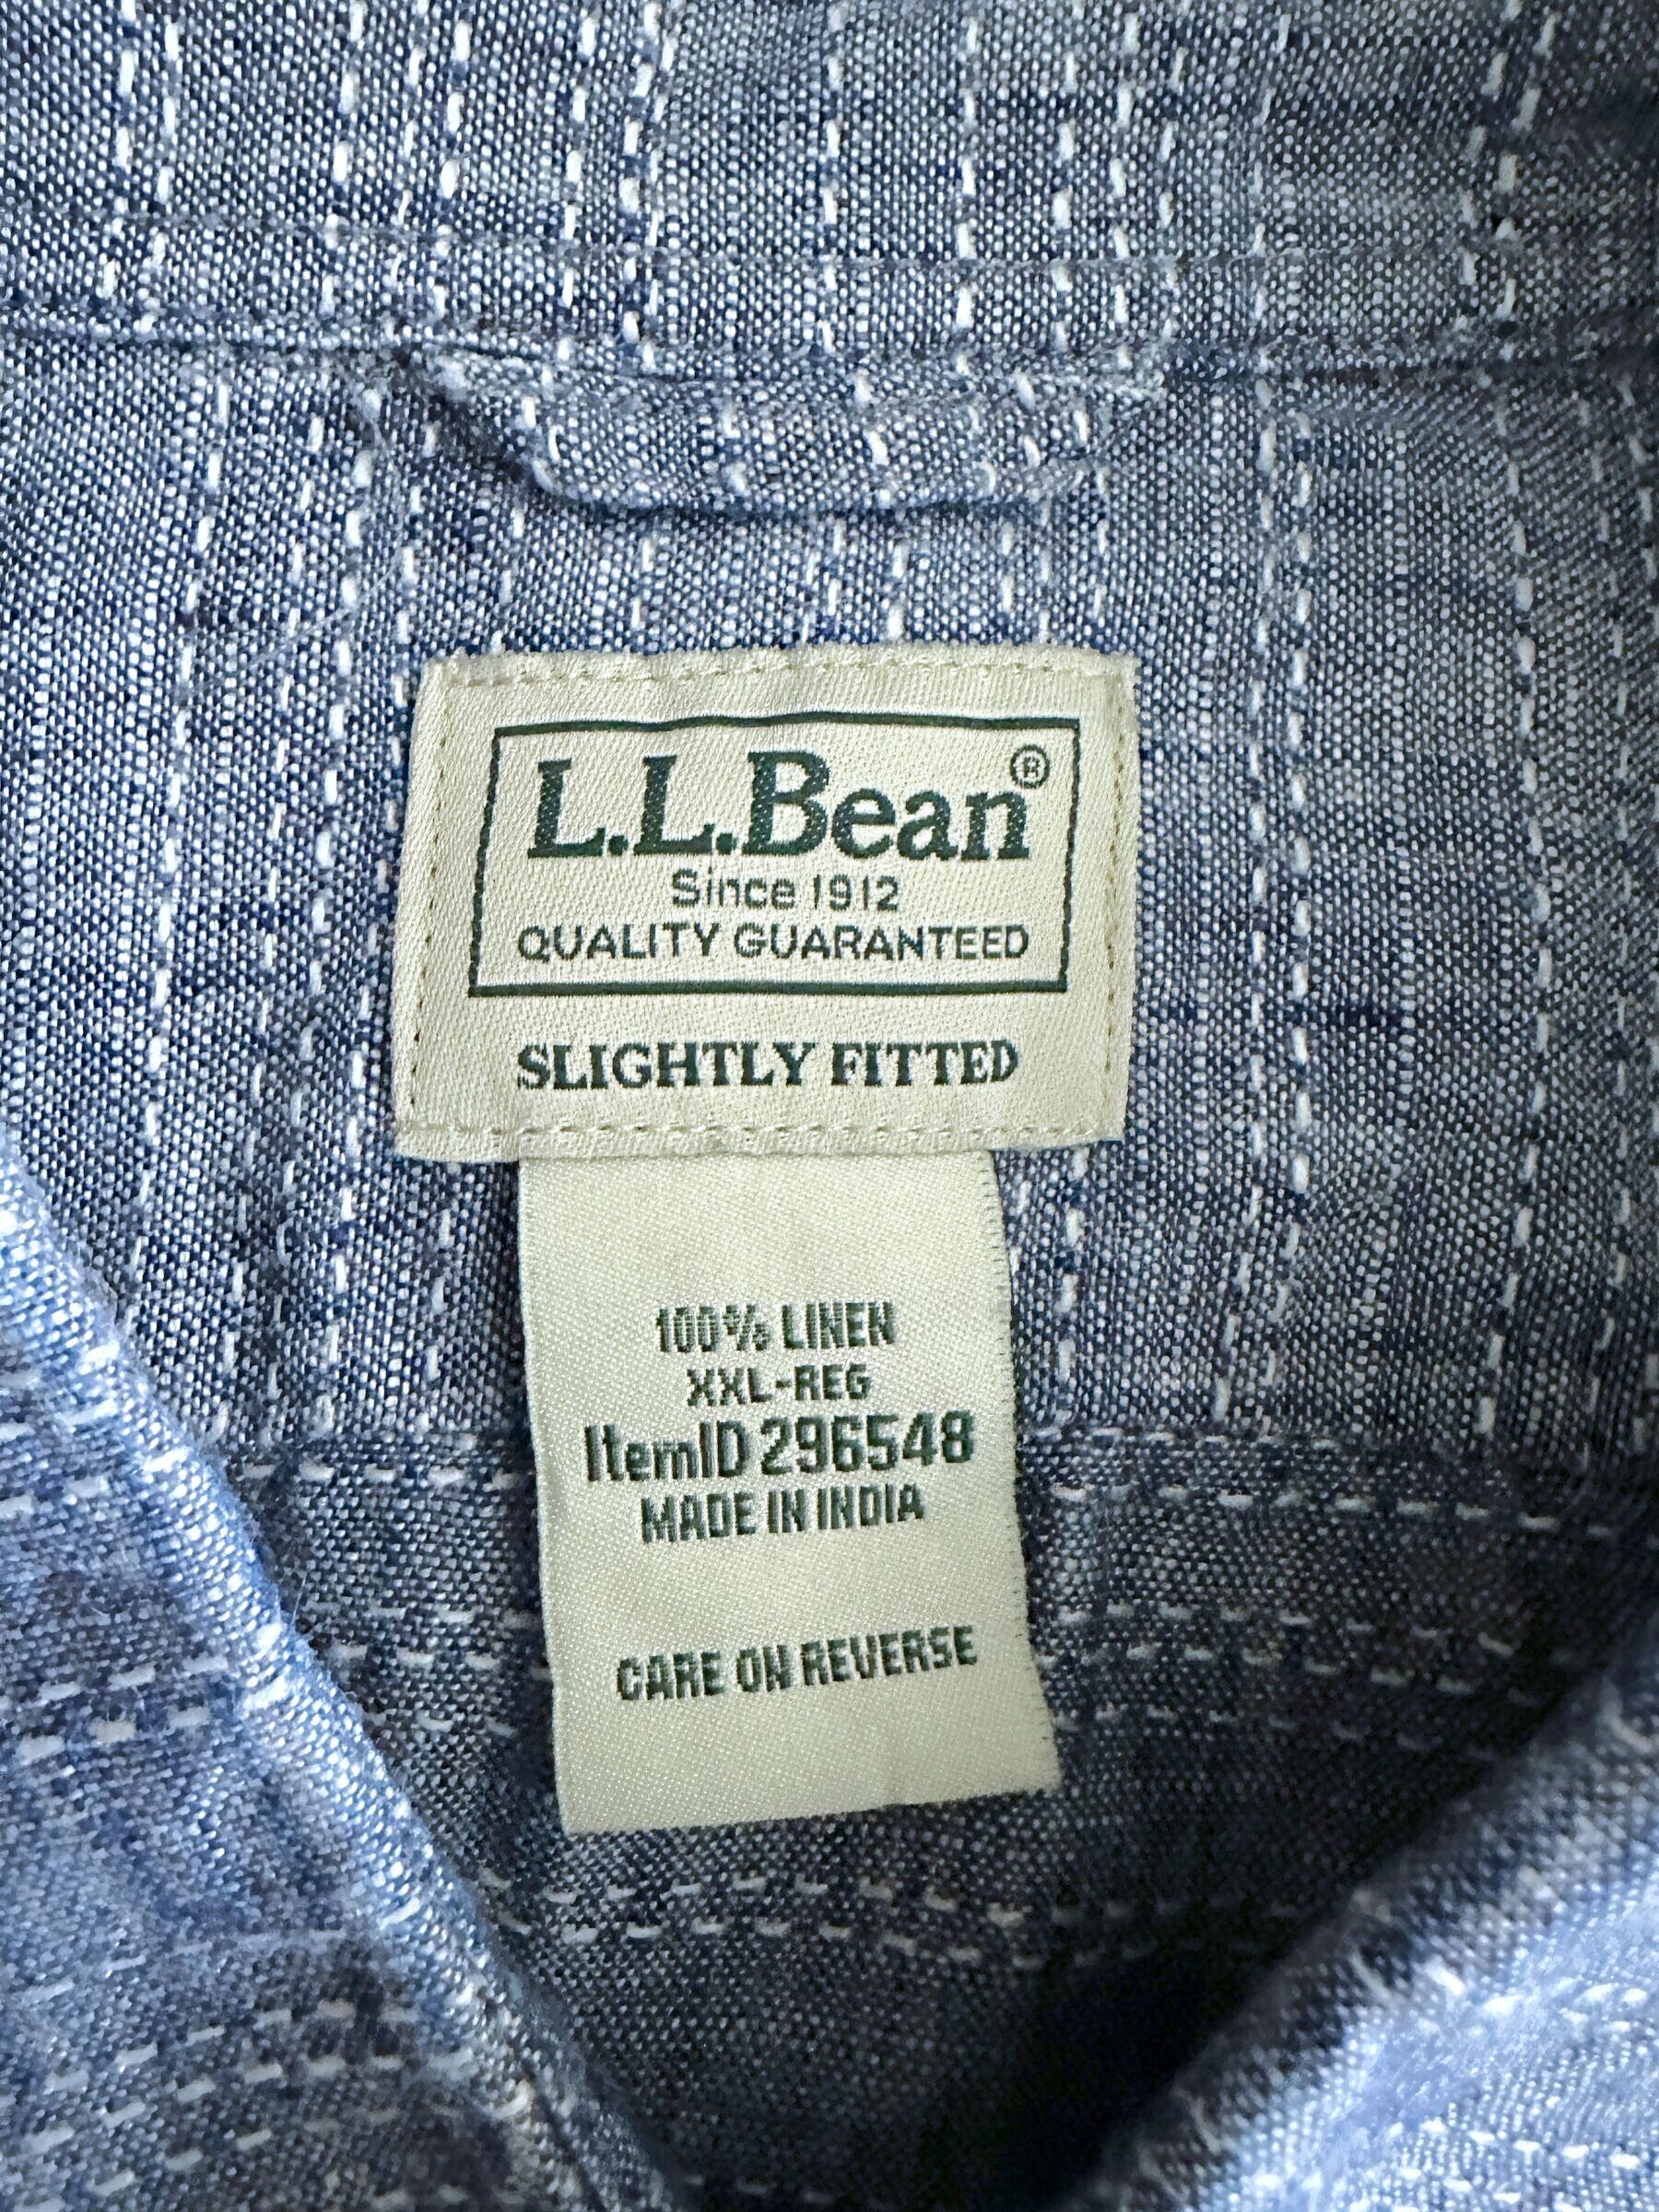 L.L.Bean®
Since 1912
QUALITY GUARANTEED
SLIGHTLY FITTED
100% LINEN
XXL-REG
ItemID 296548
MADE IN INDIA
CARE ON REVERSE